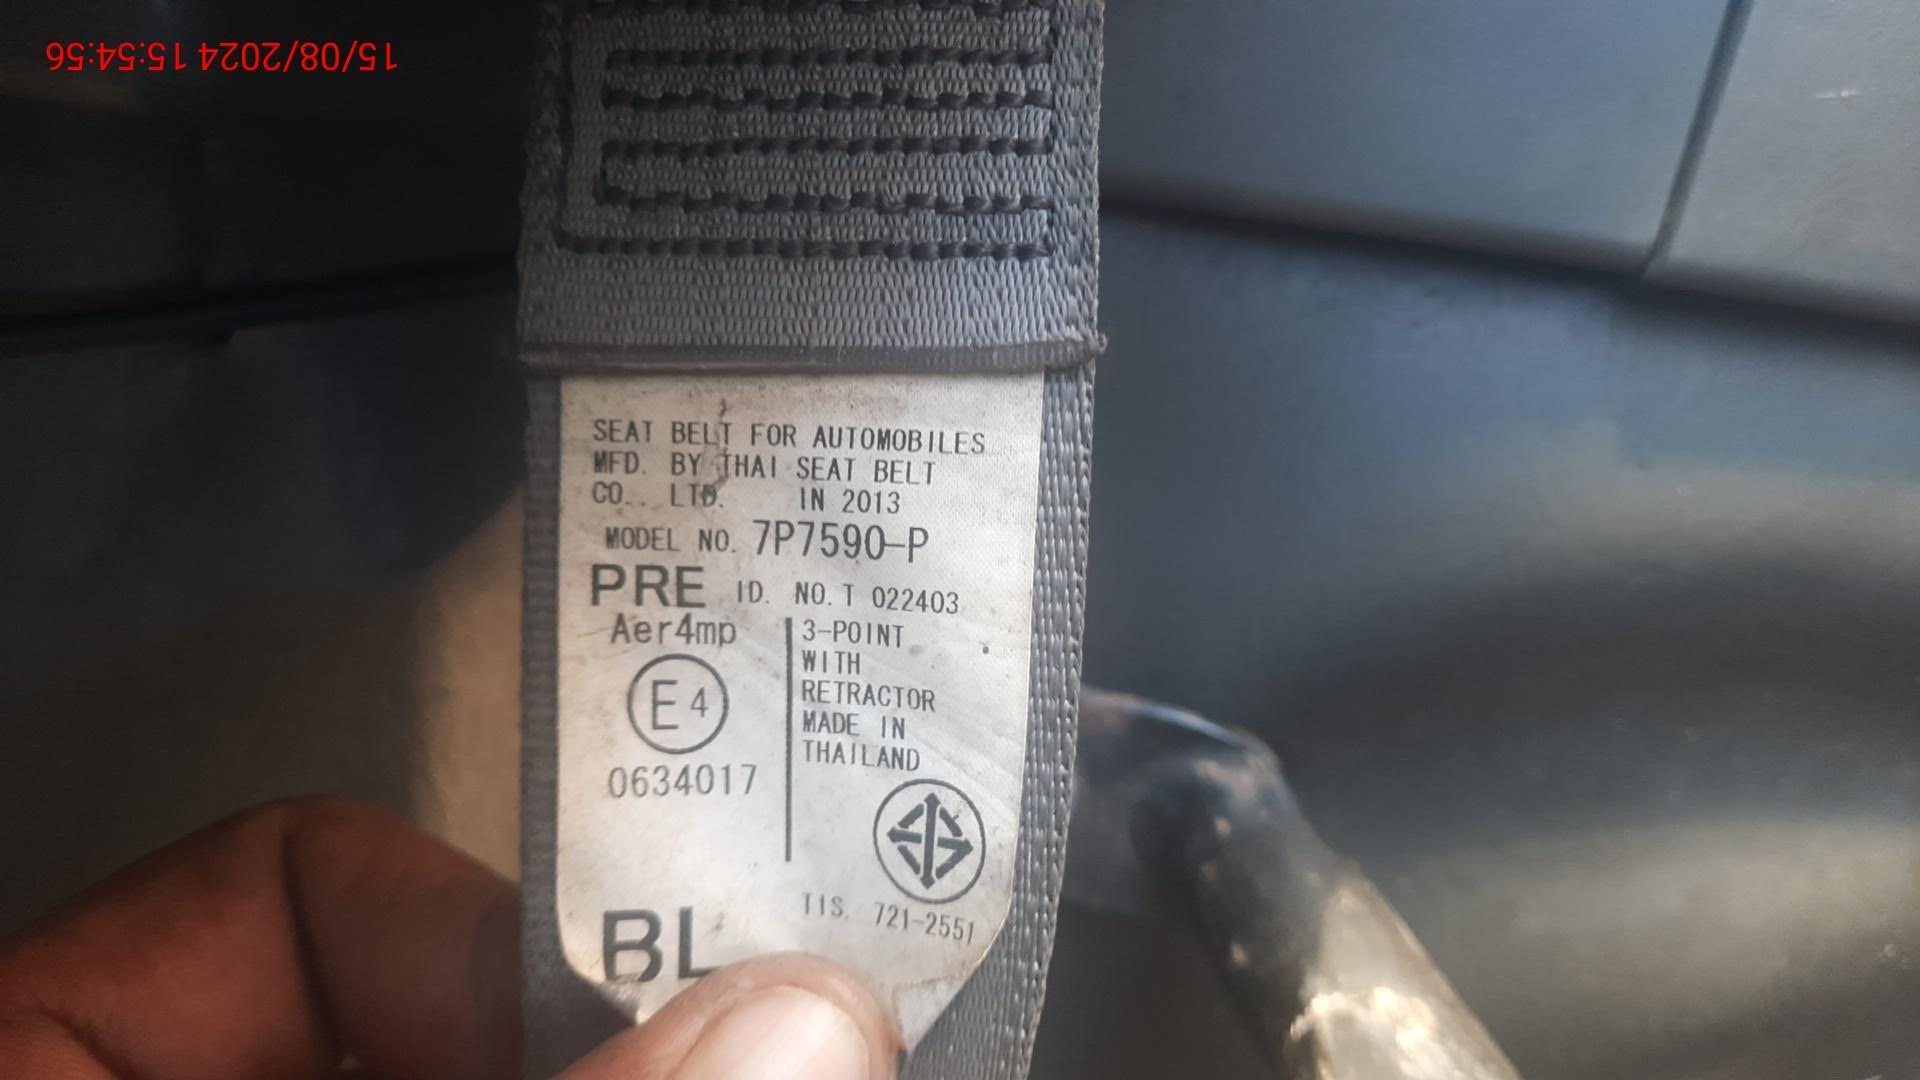 15/08/2024 15:54:56
SEAT BELT FOR AUTOMOBILES
MFD. BY THAI SEAT BELT
CO., LTD. IN 2013
MODEL NO. 7P7590-P
PRE ID. NO. T 022403
Aer4mp
E4
0634017
3-POINT
WITH
RETRACTOR
MADE IN
THAILAND
TIS. 721-2551
BL